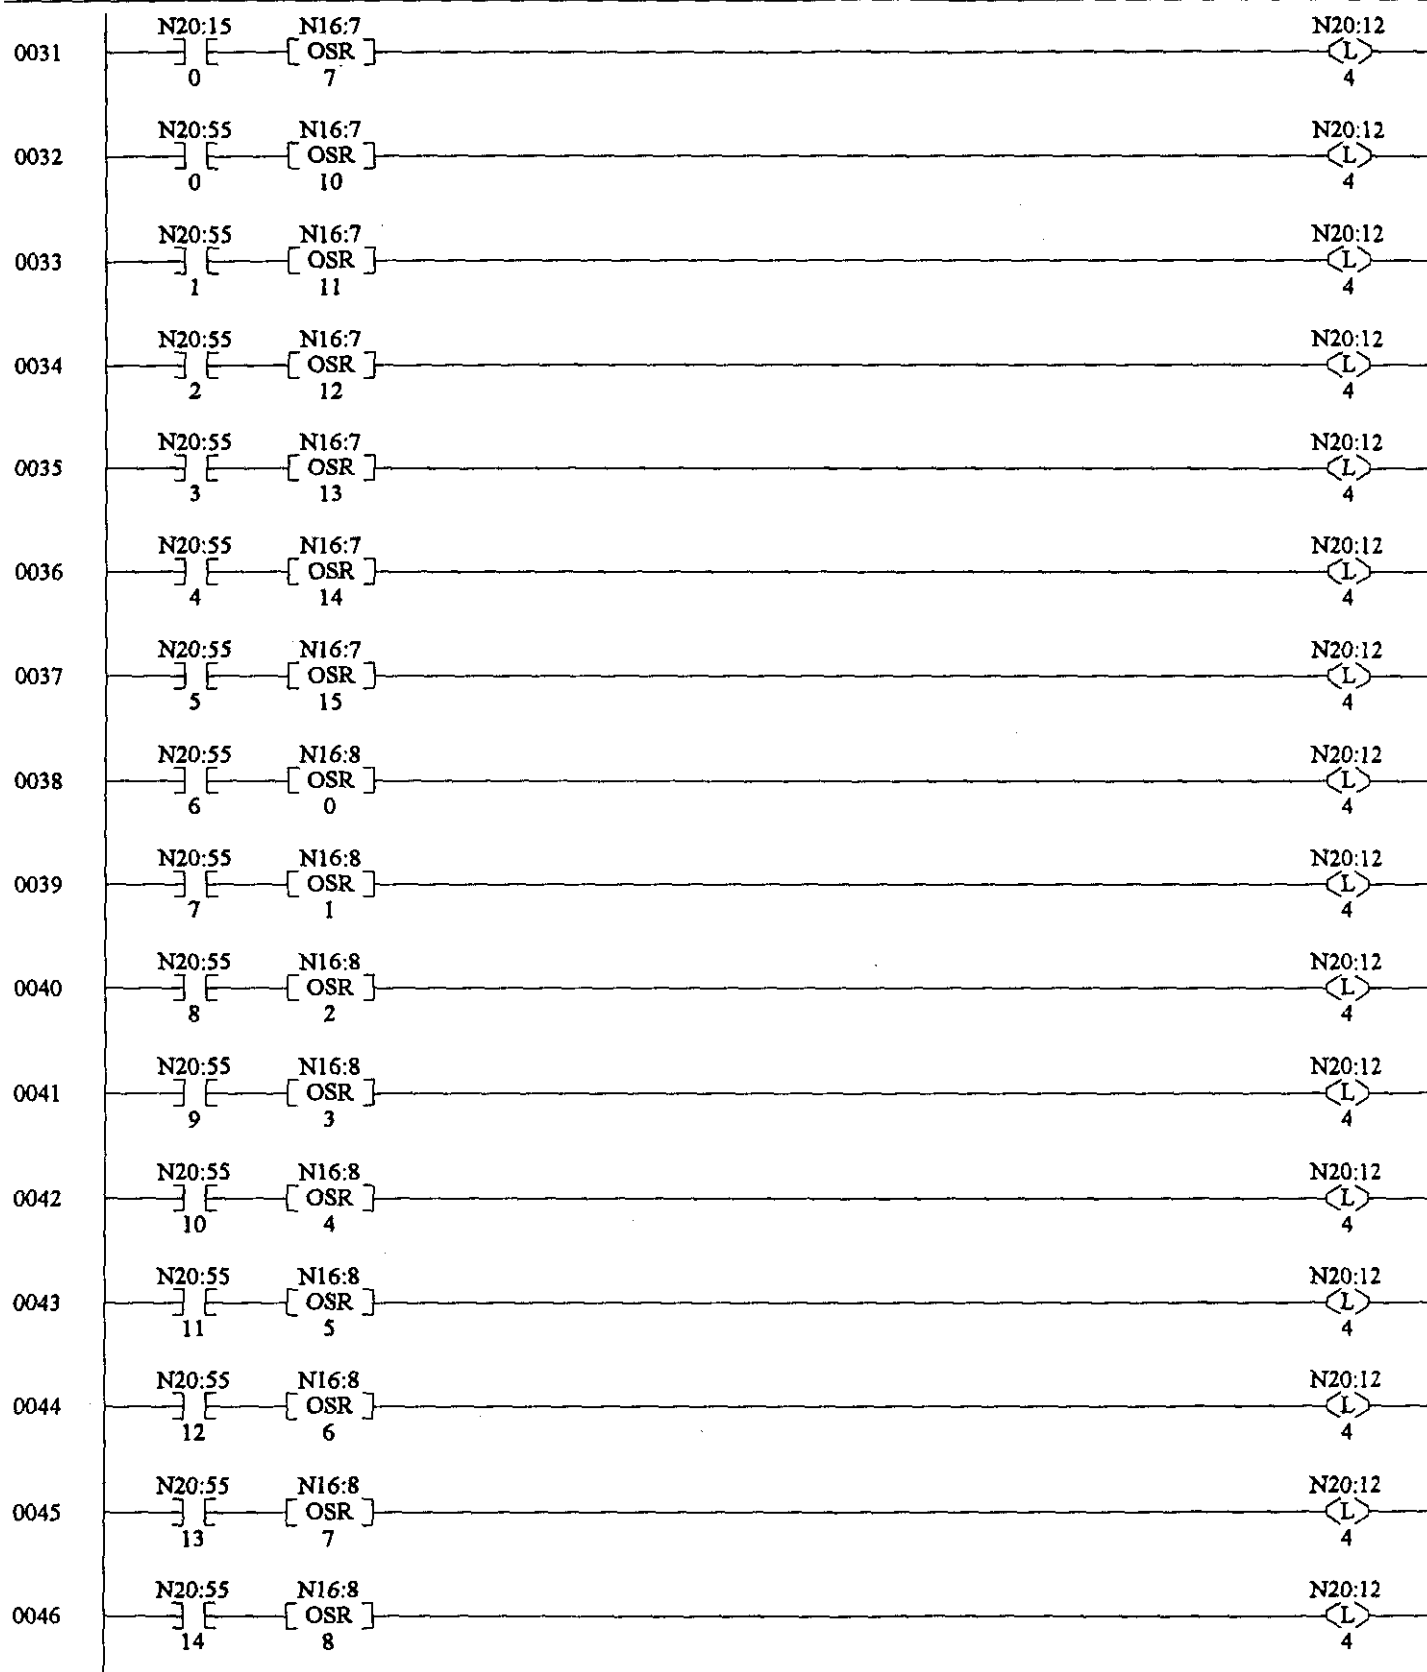 N20:15 N16:7 N20:12
0031 OSR L
0 7 4
N20:55 N16:7 N20:12
0032 OSR L
0 10 4
N20:55 N16:7 N20:12
0033 OSR L
1 11 4
N20:55 N16:7 N20:12
0034 OSR L
2 12 4
N20:55 N16:7 N20:12
0035 OSR L
3 13 4
N20:55 N16:7 N20:12
0036 OSR L
4 14 4
N20:55 N16:7 N20:12
0037 OSR L
5 15 4
N20:55 N16:8 N20:12
0038 OSR L
6 0 4
N20:55 N16:8 N20:12
0039 OSR L
7 1 4
N20:55 N16:8 N20:12
0040 OSR L
8 2 4
N20:55 N16:8 N20:12
0041 OSR L
9 3 4
N20:55 N16:8 N20:12
0042 OSR L
10 4 4
N20:55 N16:8 N20:12
0043 OSR L
11 5 4
N20:55 N16:8 N20:12
0044 OSR L
12 6 4
N20:55 N16:8 N20:12
0045 OSR L
13 7 4
N20:55 N16:8 N20:12
0046 OSR L
14 8 4